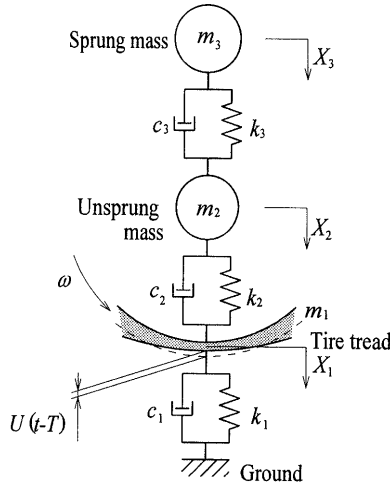 Sprung mass
m3
X3
c3
k3
Unsprung
mass
m2
X2
ω
c2
k2
m1
Tire tread
X1
U(t-T)
c1
k1
Ground